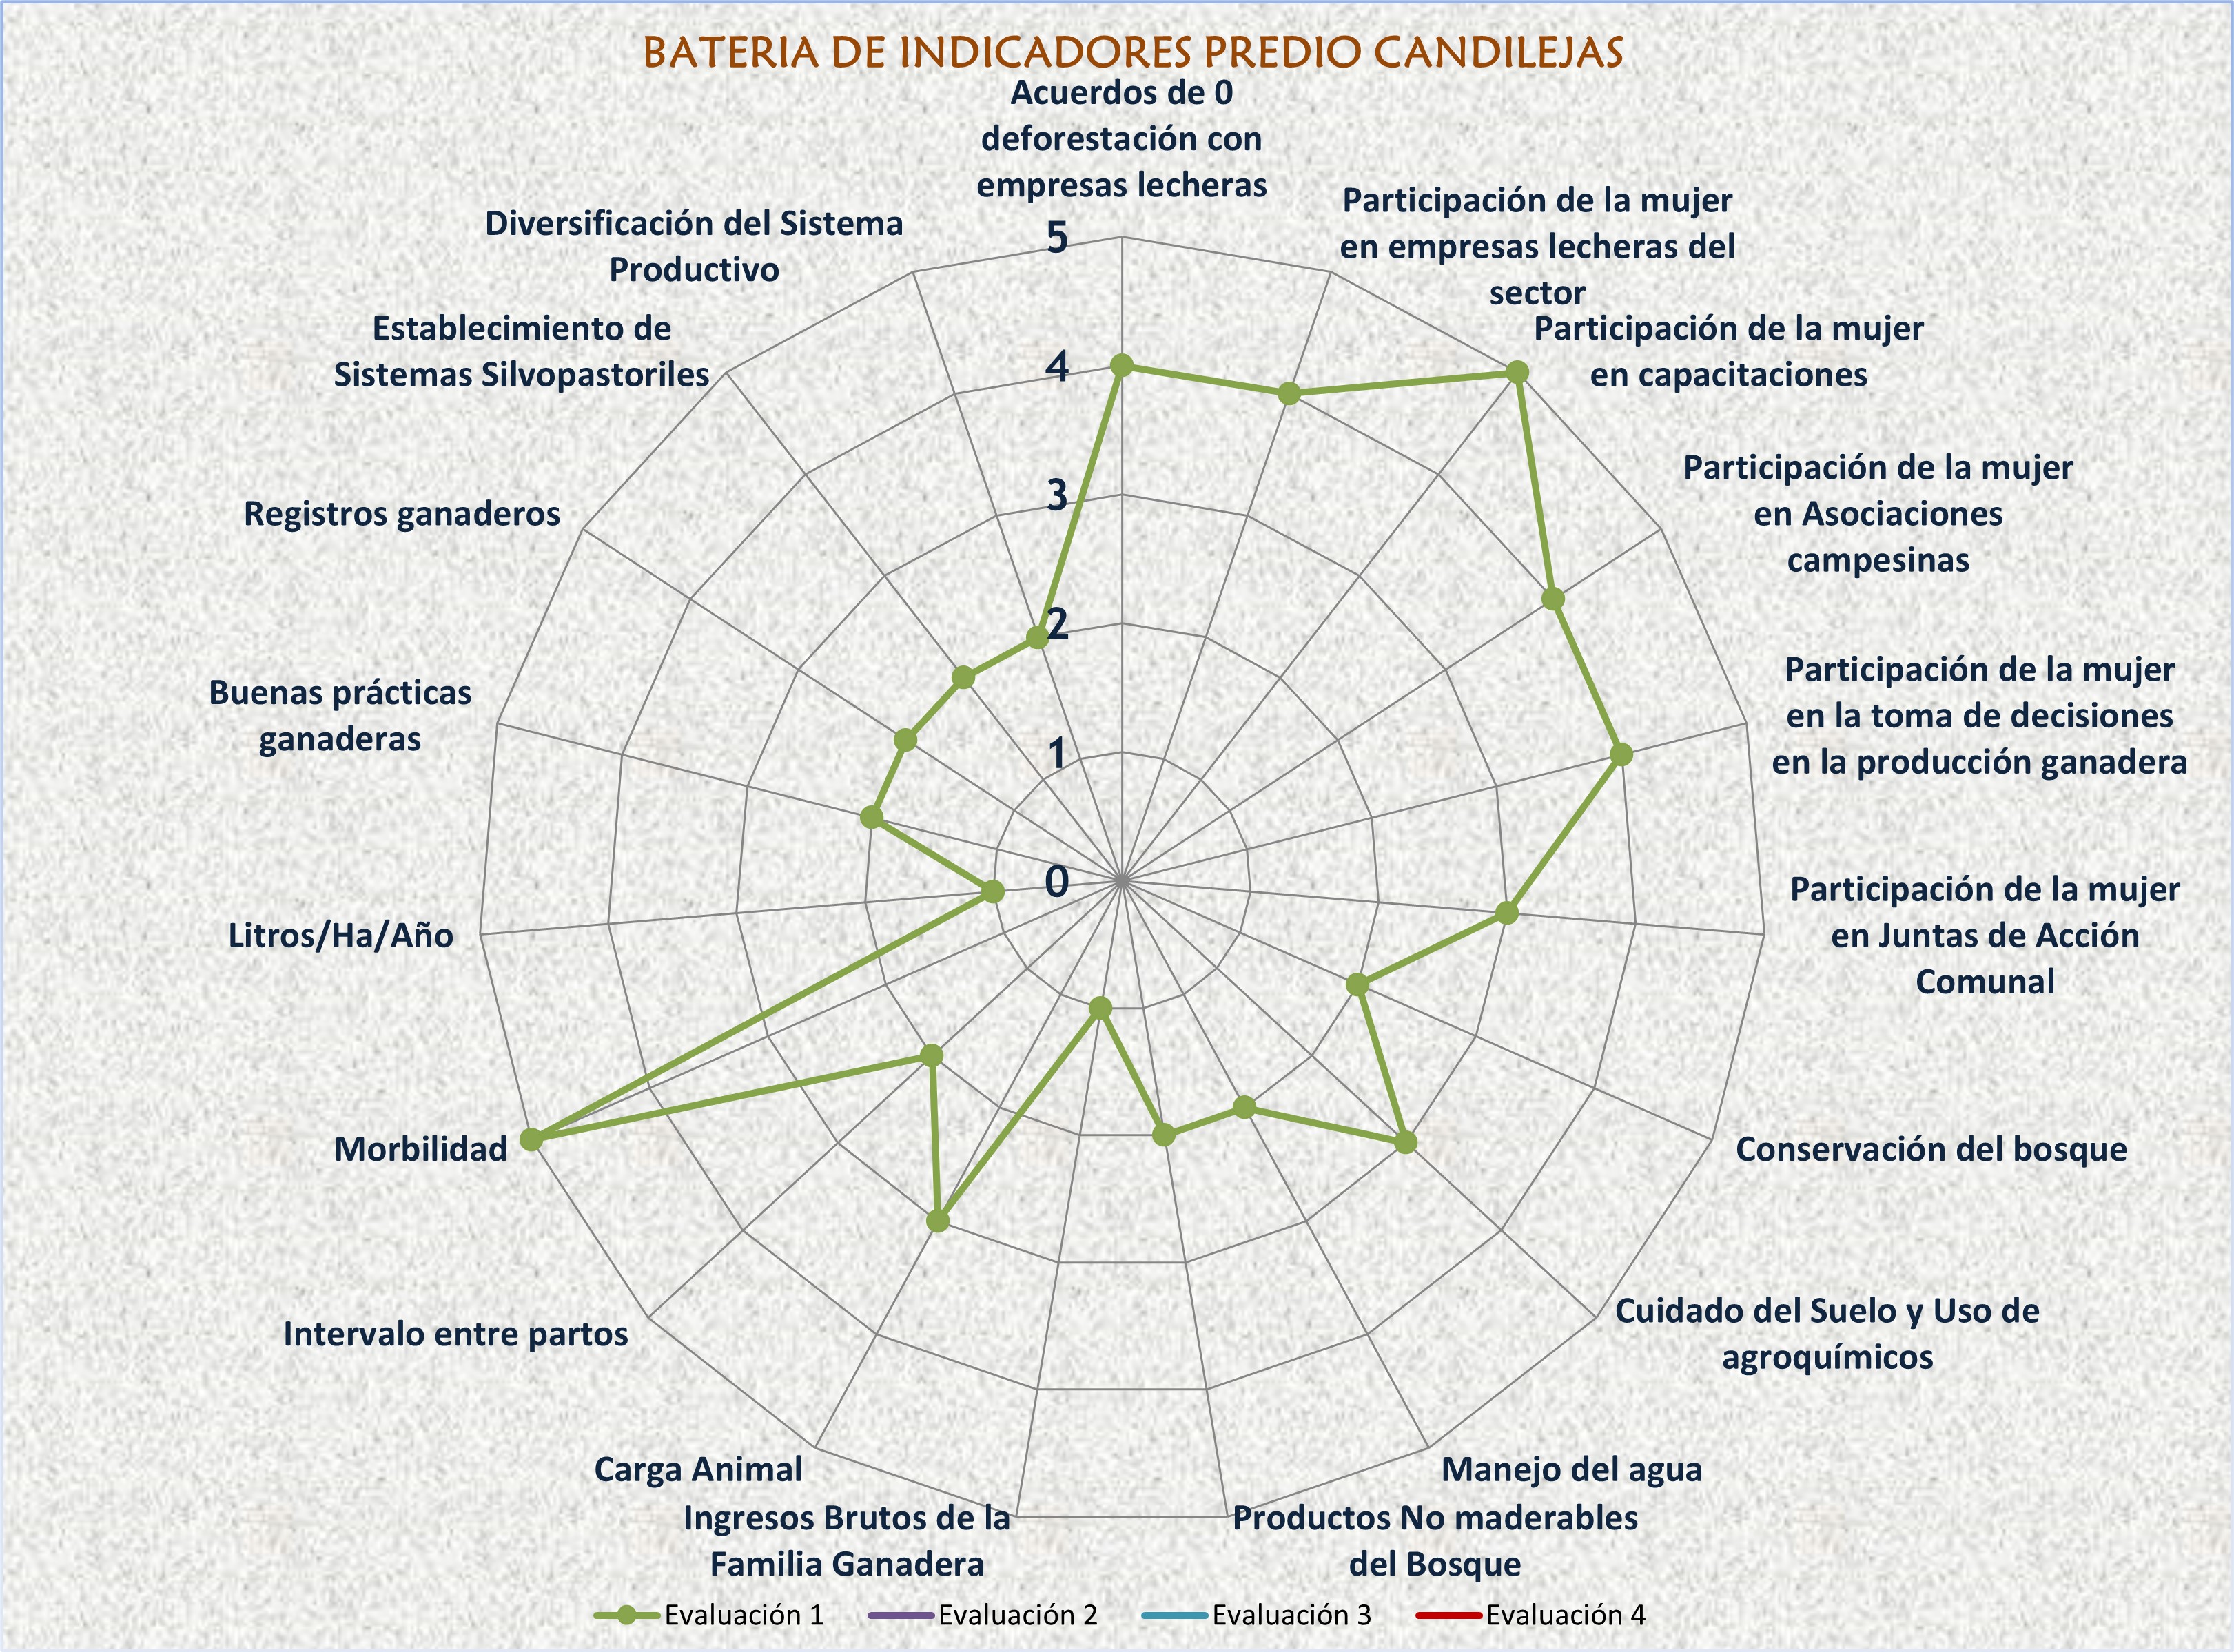 BATERIA DE INDICADORES PREDIO CANDILEJAS
Acuerdos de 0
deforestación con
empresas lecheras
Participación de la mujer
en empresas lecheras del
sector
Participación de la mujer
en capacitaciones
Participación de la mujer
en Asociaciones
campesinas
Participación de la mujer
en la toma de decisiones
en la producción ganadera
Participación de la mujer
en Juntas de Acción
Comunal
Conservación del bosque
Cuidado del Suelo y Uso de
agroquímicos
Manejo del agua
Productos No maderables
del Bosque
Ingresos Brutos de la
Familia Ganadera
Carga Animal
Intervalo entre partos
Morbilidad
Litros/Ha/Año
Buenas prácticas
ganaderas
Registros ganaderos
Establecimiento de
Sistemas Silvopastoriles
Diversificación del Sistema
Productivo
5
4
3
2
1
0
Evaluación 1
Evaluación 2
Evaluación 3
Evaluación 4